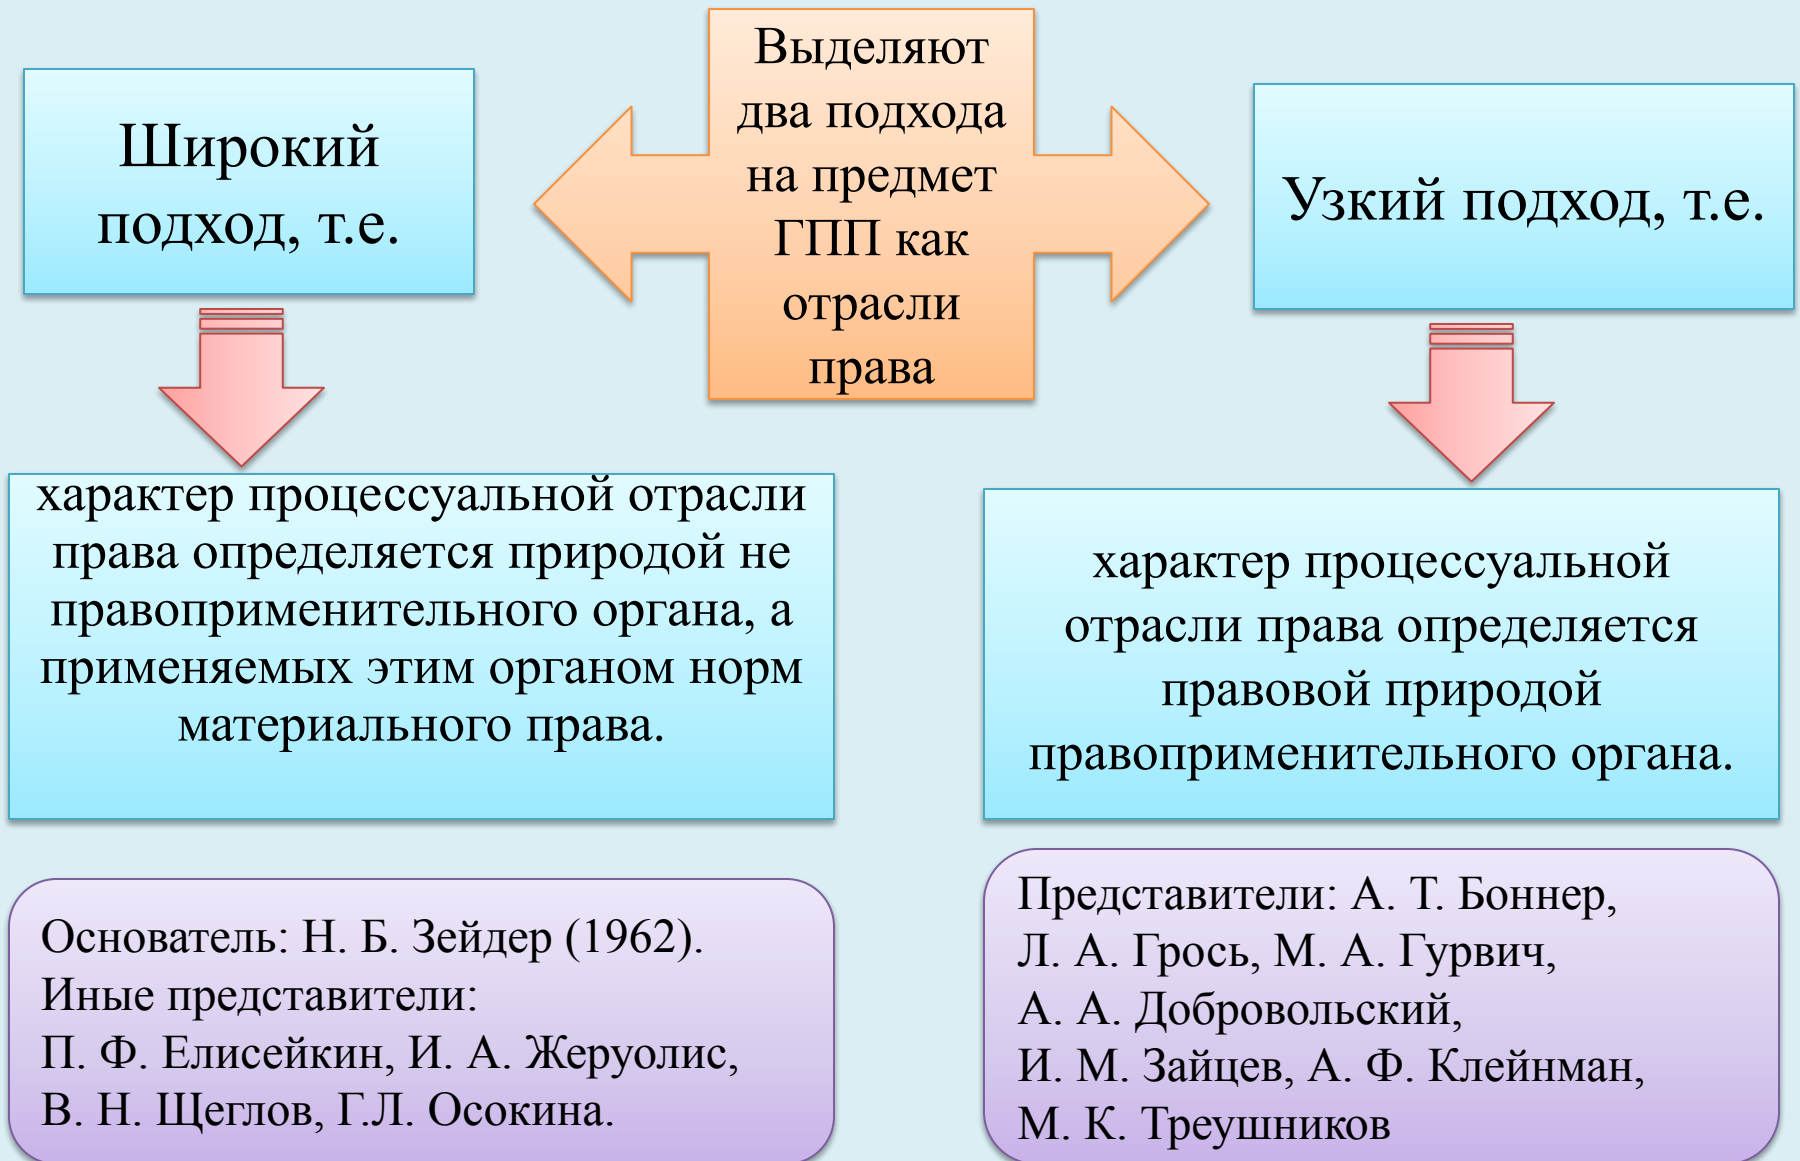 Выделяют
два подхода
на предмет
ГПП как
отрасли
права
Широкий
подход, т.е.
характер процессуальной отрасли
права определяется природой не
правоприменительного органа, а
применяемых этим органом норм
материального права.
Основатель: Н. Б. Зейдер (1962).
Иные представители:
П. Ф. Елисейкин, И. А. Жеруолис,
В. Н. Щеглов, Г.Л. Осокина.
Узкий подход, т.е.
характер процессуальной
отрасли права определяется
правовой природой
правоприменительного органа.
Представители: А. Т. Боннер,
Л. А. Грось, М. А. Гурвич,
А. А. Добровольский,
И. М. Зайцев, А. Ф. Клейнман,
М. К. Треушников